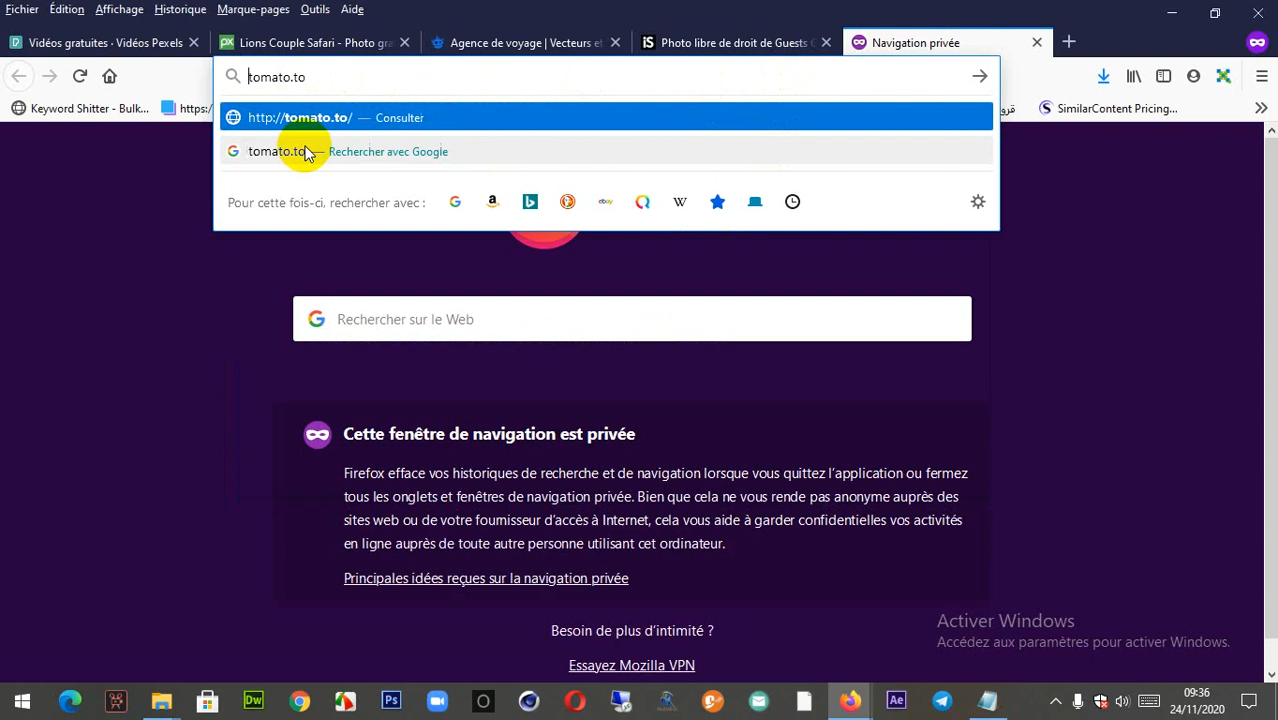 Fichier Édition Affichage Historique Marque-pages Outils Aide
Vidéos gratuites · Vidéos Pexels
Lions Couple Safari - Photo gra
Agence de voyage | Vecteurs et
Photo libre de droit de Guests
Navigation privée
tomato.to
Keyword Shitter - Bulk...
https:/
SimilarContent Pricing...
http://tomato.to/ — Consulter
tomato.to — Rechercher avec Google
Pour cette fois-ci, rechercher avec :
Rechercher sur le Web
Cette fenêtre de navigation est privée
Firefox efface vos historiques de recherche et de navigation lorsque vous quittez l'application ou fermez
tous les onglets et fenêtres de navigation privée. Bien que cela ne vous rende pas anonyme auprès des
sites web ou de votre fournisseur d'accès à Internet, cela vous aide à garder confidentielles vos activités
en ligne auprès de toute autre personne utilisant cet ordinateur.
Principales idées reçues sur la navigation privée
Besoin de plus d'intimité ?
Essayez Mozilla VPN
Activer Windows
Accédez aux paramètres pour activer Windows.
09:36
24/11/2020